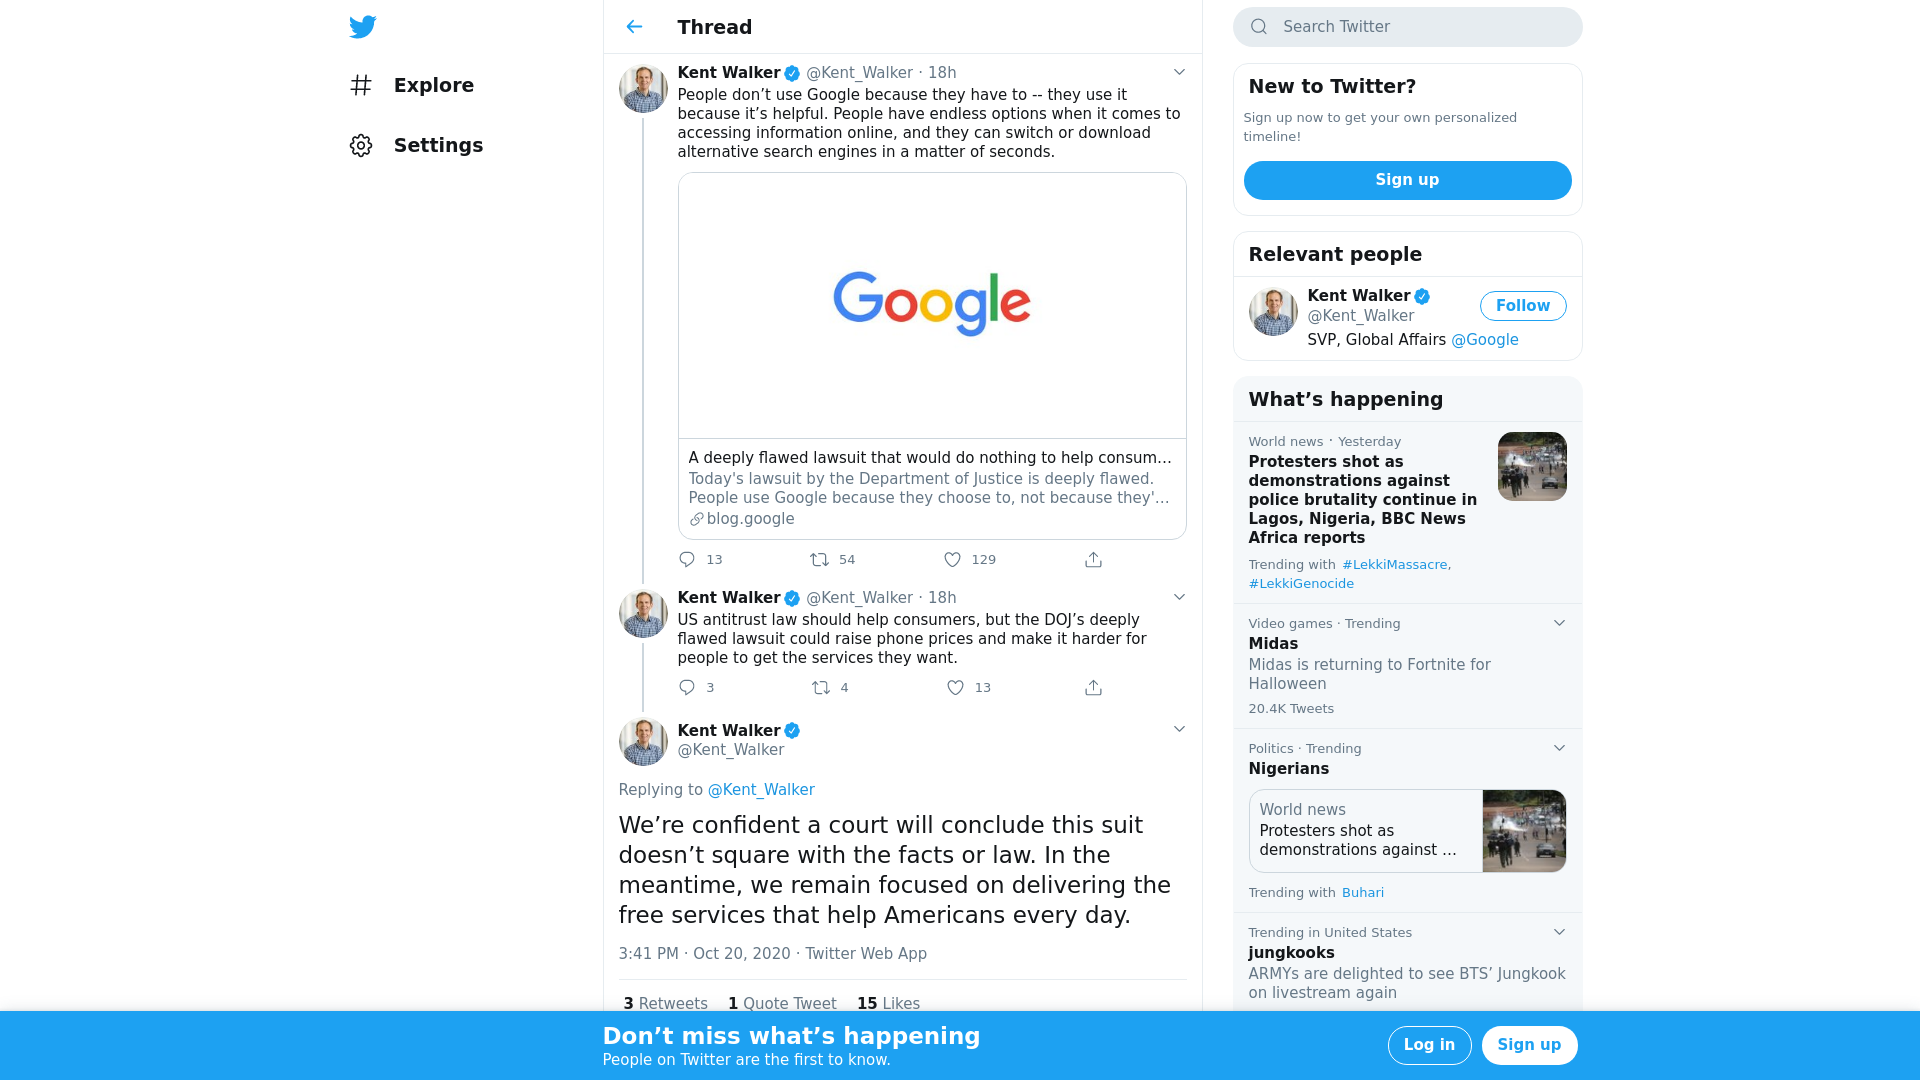 Explore
Settings
Thread
Kent Walker @Kent_Walker · 18h
People don’t use Google because they have to -- they use it
because it’s helpful. People have endless options when it comes to
accessing information online, and they can switch or download
alternative search engines in a matter of seconds.
Google
A deeply flawed lawsuit that would do nothing to help consum…
Today's lawsuit by the Department of Justice is deeply flawed.
People use Google because they choose to, not because they'…
blog.google
13 54 129
Kent Walker @Kent_Walker · 18h
US antitrust law should help consumers, but the DOJ’s deeply
flawed lawsuit could raise phone prices and make it harder for
people to get the services they want.
3 4 13
Kent Walker
@Kent_Walker
Replying to @Kent_Walker
We’re confident a court will conclude this suit
doesn’t square with the facts or law. In the
meantime, we remain focused on delivering the
free services that help Americans every day.
3:41 PM · Oct 20, 2020 · Twitter Web App
3 Retweets 1 Quote Tweet 15 Likes
Search Twitter
New to Twitter?
Sign up now to get your own personalized
timeline!
Sign up
Relevant people
Kent Walker
@Kent_Walker
Follow
SVP, Global Affairs @Google
What’s happening
World news · Yesterday
Protesters shot as
demonstrations against
police brutality continue in
Lagos, Nigeria, BBC News
Africa reports
Trending with #LekkiMassacre,
#LekkiGenocide
Video games · Trending
Midas
Midas is returning to Fortnite for
Halloween
20.4K Tweets
Politics · Trending
Nigerians
World news
Protesters shot as
demonstrations against …
Trending with Buhari
Trending in United States
jungkooks
ARMYs are delighted to see BTS’ Jungkook
on livestream again
Don’t miss what’s happening
People on Twitter are the first to know.
Log in
Sign up